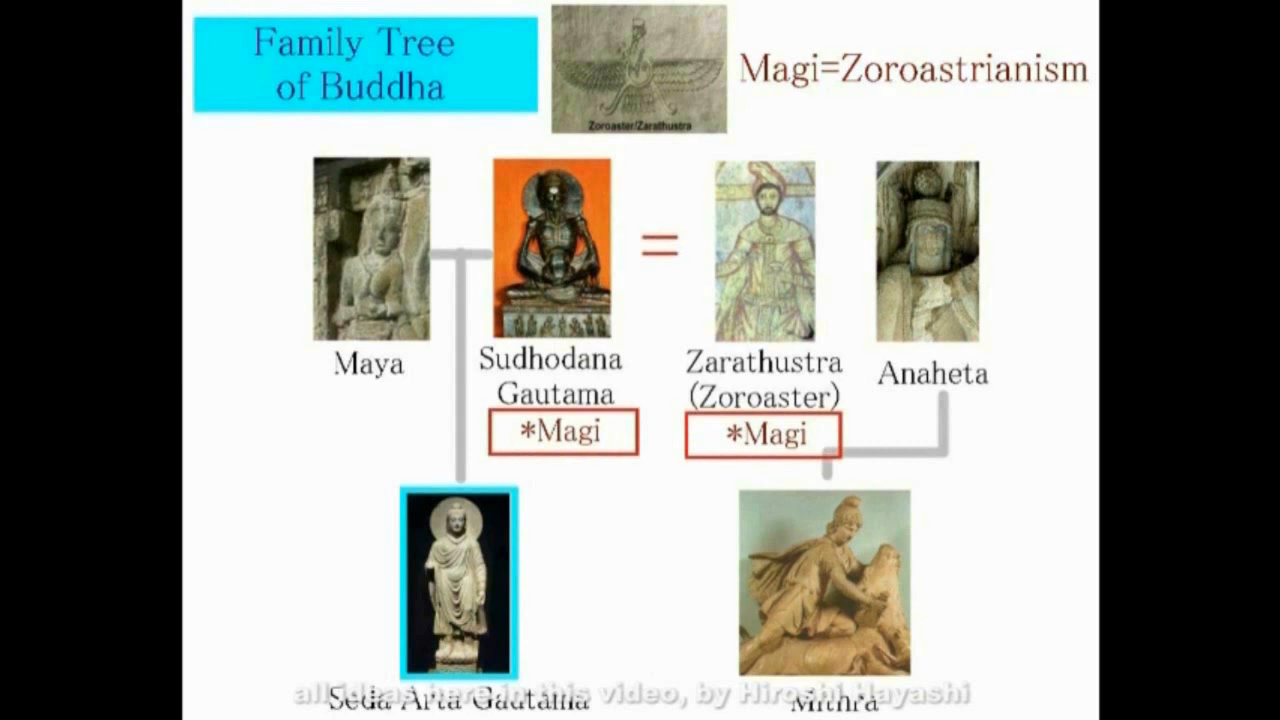 Family Tree
of Buddha
Zoroaster/Zarathustra
Magi=Zoroastrianism
=
Maya
Sudhodana
Gautama
*Magi
Zarathustra
(Zoroaster)
*Magi
Anaheta
Seda Arta Gautama
Mithra
all ideas here in this video, by Hiroshi Hayashi